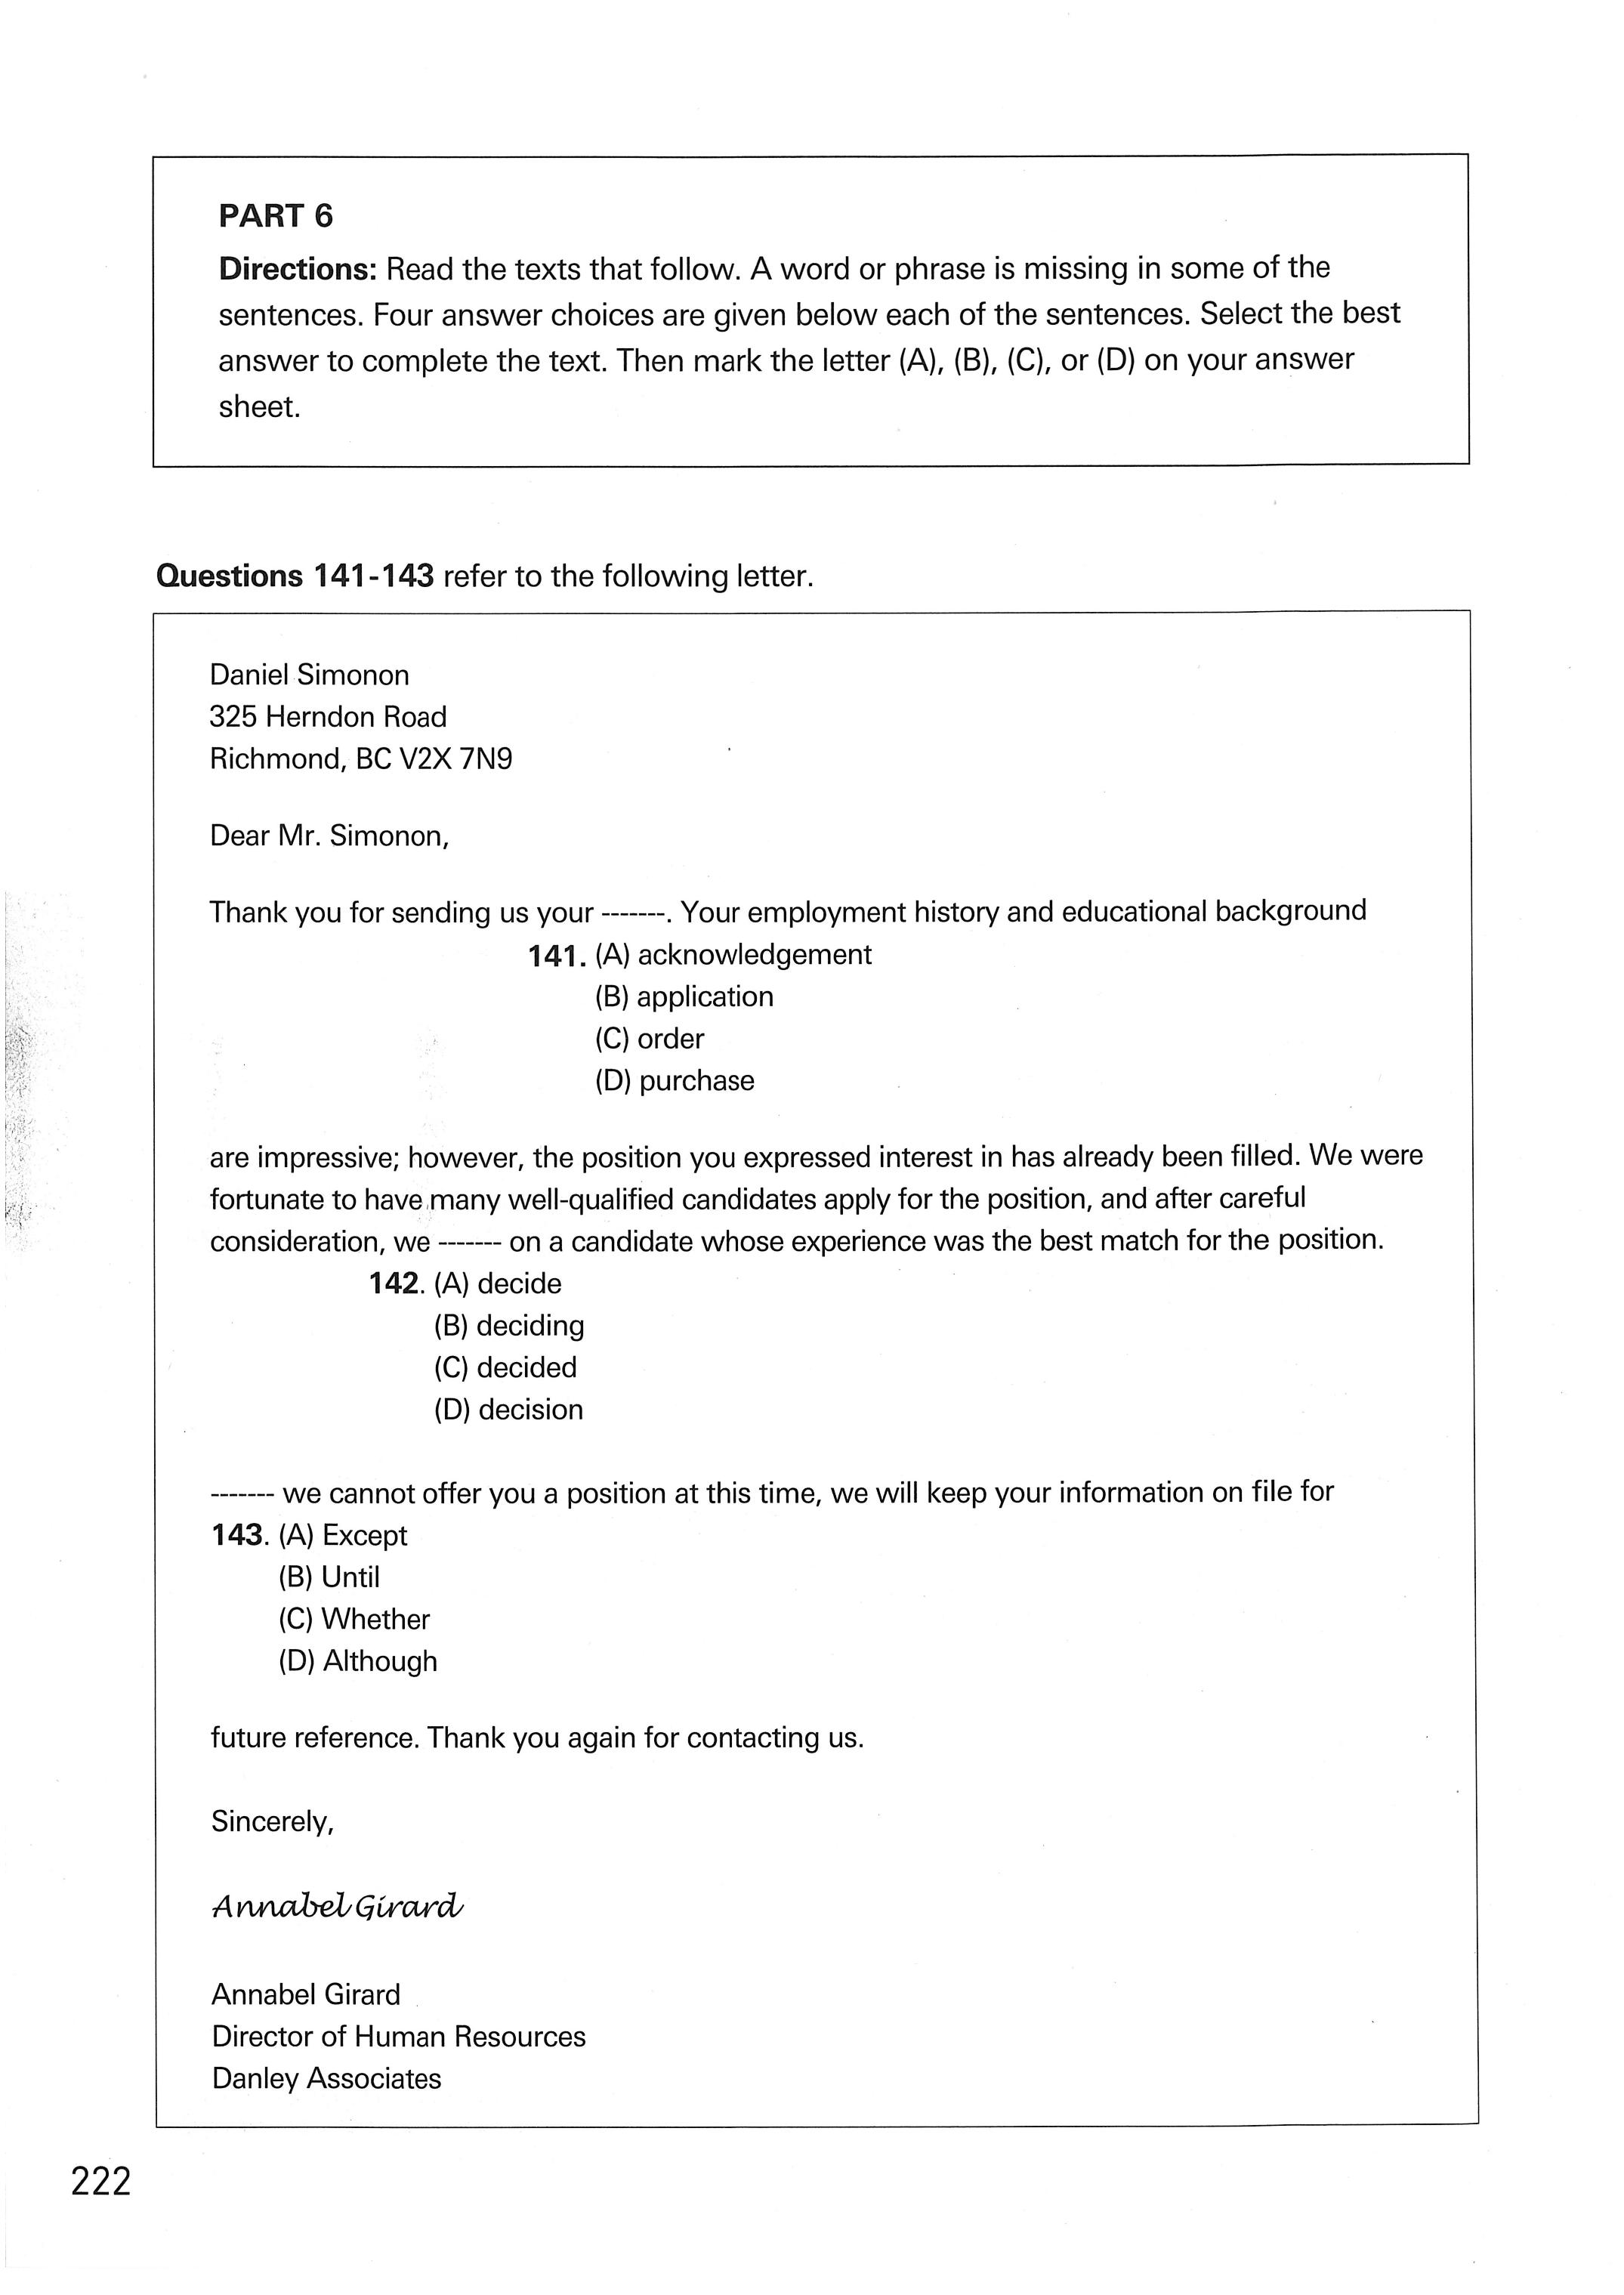 PART 6
Directions: Read the texts that follow. A word or phrase is missing in some of the
sentences. Four answer choices are given below each of the sentences. Select the best
answer to complete the text. Then mark the letter (A), (B), (C), or (D) on your answer
sheet.
Questions 141-143 refer to the following letter.
Daniel Simonon
325 Herndon Road
Richmond, BC V2X 7N9
Dear Mr. Simonon,
Thank you for sending us your -------. Your employment history and educational background
141. (A) acknowledgement
(B) application
(C) order
(D) purchase
are impressive; however, the position you expressed interest in has already been filled. We were
fortunate to have many well-qualified candidates apply for the position, and after careful
consideration, we ------- on a candidate whose experience was the best match for the position.
142. (A) decide
(B) deciding
(C) decided
(D) decision
------- we cannot offer you a position at this time, we will keep your information on file for
143. (A) Except
(B) Until
(C) Whether
(D) Although
future reference. Thank you again for contacting us.
Sincerely,
Annabel Girard
Annabel Girard
Director of Human Resources
Danley Associates
222